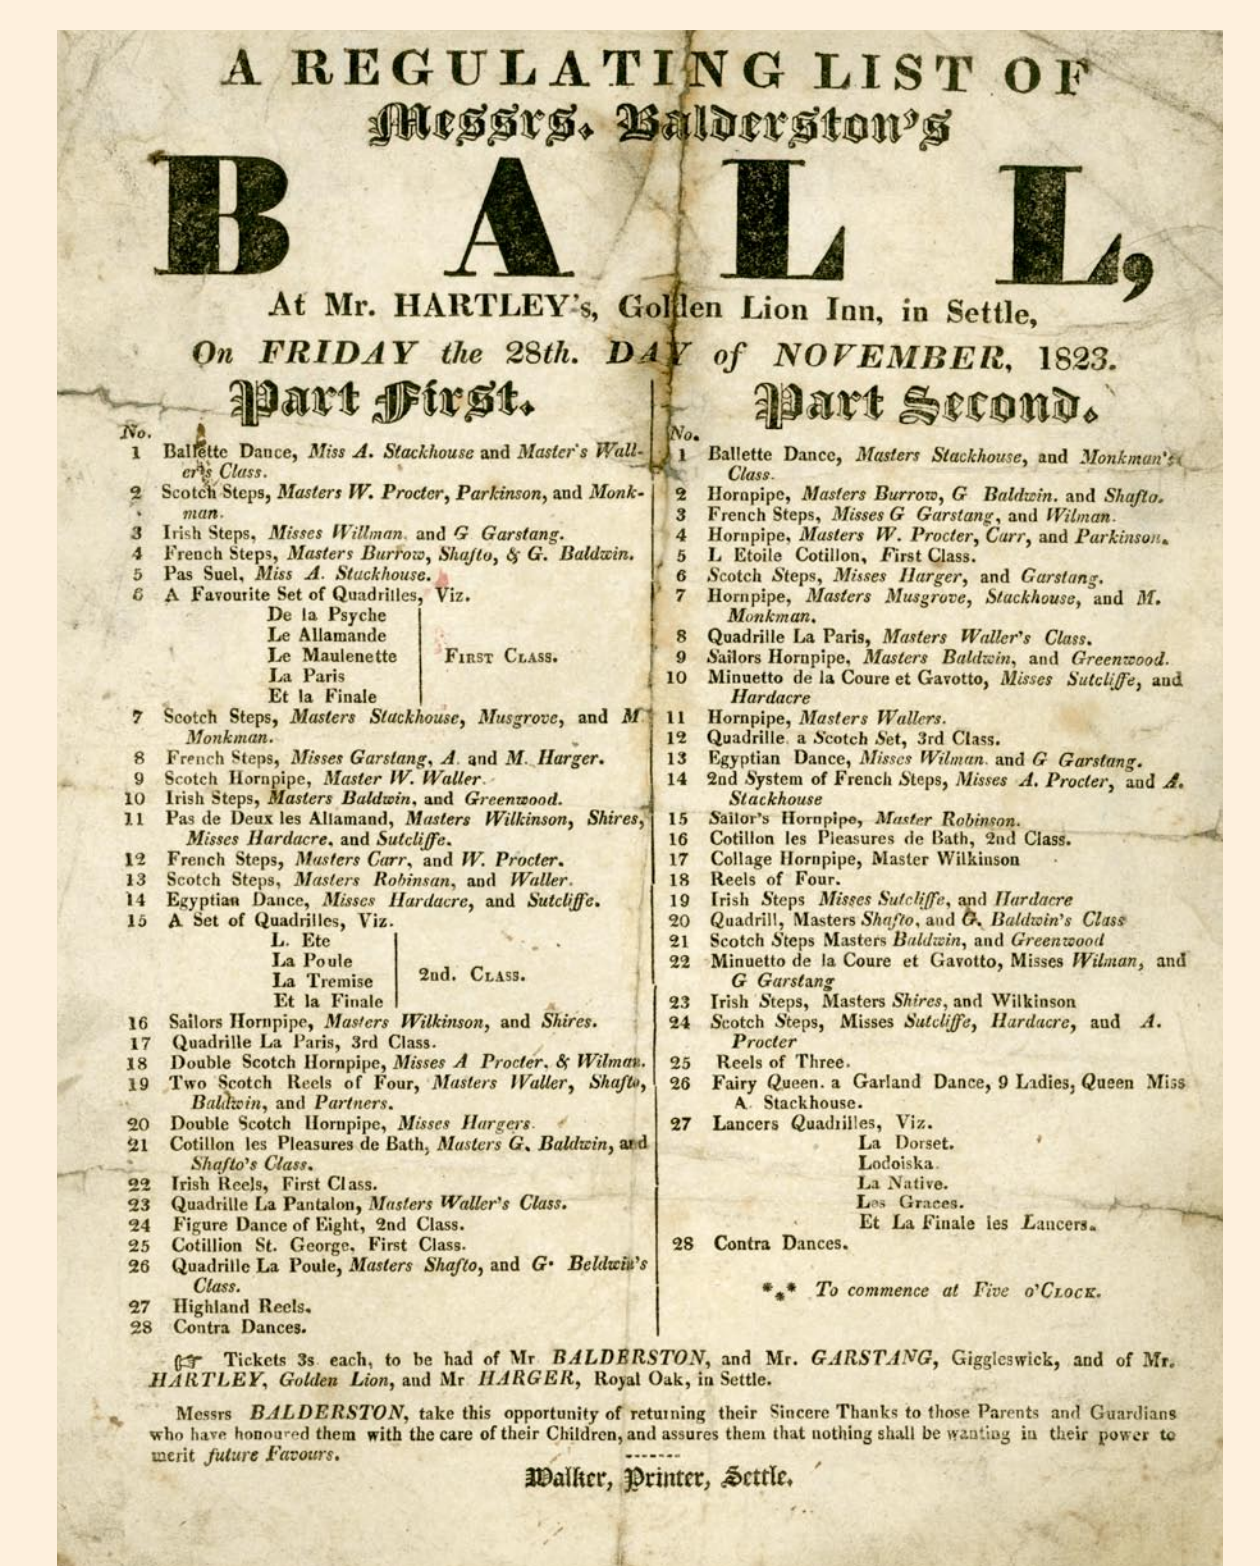 A REGULATING LIST OF
Messrs. Balderston's
BALL,
At Mr. HARTLEY's, Golden Lion Inn, in Settle,
On FRIDAY the 28th. DAY of NOVEMBER, 1823.
Part First.
No.
1 Ballette Dance, Miss A. Stackhouse and Master's Wall-
er's Class.
2 Scotch Steps, Masters W. Procter, Parkinson, and Monk-
man.
3 Irish Steps, Misses Willman, and G Garstang.
4 French Steps, Masters Burrow, Shafto, & G. Baldwin.
5 Pas Suel, Miss A. Stackhouse.
6 A Favourite Set of Quadrilles, Viz.
De la Psyche
Le Allamande
Le Maulenette
La Paris
Et la Finale
FIRST CLASS.
7 Scotch Steps, Masters Stackhouse, Musgrove, and M
Monkman.
8 French Steps, Misses Garstang, A. and M. Harger.
9 Scotch Hornpipe, Master W. Waller.
10 Irish Steps, Masters Baldwin, and Greenwood.
11 Pas de Deux les Allamand, Masters Wilkinson, Shires,
Misses Hardacre, and Sutcliffe.
12 French Steps, Masters Carr, and W. Procter.
13 Scotch Steps, Masters Robinsan, and Waller.
14 Egyptian Dance, Misses Hardacre, and Sutcliffe.
15 A Set of Quadrilles, Viz.
L. Ete
La Poule
La Tremise
Et la Finale
2nd. CLASS.
16 Sailors Hornpipe, Masters Wilkinson, and Shires.
17 Quadrille La Paris, 3rd Class.
18 Double Scotch Hornpipe, Misses A Procter, & Wilman.
19 Two Scotch Reels of Four, Masters Waller, Shafto,
Baldwin, and Partners.
20 Double Scotch Hornpipe, Misses Hargers.
21 Cotillon les Pleasures de Bath, Masters G. Baldwin, and
Shafto's Class.
22 Irish Reels, First Class.
23 Quadrille La Pantalon, Masters Waller's Class.
24 Figure Dance of Eight, 2nd Class.
25 Cotillion St. George, First Class.
26 Quadrille La Poule, Masters Shafto, and G. Beldwin's
Class.
27 Highland Reels.
28 Contra Dances.
Part Second.
No.
1 Ballette Dance, Masters Stackhouse, and Monkman's
Class.
2 Hornpipe, Masters Burrow, G Baldwin, and Shafto.
3 French Steps, Misses G Garstang, and Wilman.
4 Hornpipe, Masters W. Procter, Carr, and Parkinson.
5 L Etoile Cotillon, First Class.
6 Scotch Steps, Misses Harger, and Garstang.
7 Hornpipe, Masters Musgrove, Stackhouse, and M.
Monkman.
8 Quadrille La Paris, Masters Waller's Class.
9 Sailors Hornpipe, Masters Baldwin, and Greenwood.
10 Minuetto de la Coure et Gavotto, Misses Sutcliffe, and
Hardacre
11 Hornpipe, Masters Wallers.
12 Quadrille, a Scotch Set, 3rd Class.
13 Egyptian Dance, Misses Wilman, and G Garstang.
14 2nd System of French Steps, Misses A. Procter, and A.
Stackhouse
15 Sailor's Hornpipe, Master Robinson.
16 Cotillon les Pleasures de Bath, 2nd Class.
17 Collage Hornpipe, Master Wilkinson
18 Reels of Four.
19 Irish Steps Misses Sutcliffe, and Hardacre
20 Quadrill, Masters Shafto, and G. Baldwin's Class
21 Scotch Steps Masters Baldwin, and Greenwood
22 Minuetto de la Coure et Gavotto, Misses Wilman, and
G Garstang
23 Irish Steps, Masters Shires, and Wilkinson
24 Scotch Steps, Misses Sutcliffe, Hardacre, and A.
Procter
25 Reels of Three.
26 Fairy Queen. a Garland Dance, 9 Ladies, Queen Miss
A. Stackhouse.
27 Lancers Quadrilles, Viz.
La Dorset.
Lodoiska.
La Native.
Les Graces.
Et La Finale les Lancers.
28 Contra Dances.
*** To commence at Five o'CLOCK.
☞ Tickets 3s each, to be had of Mr BALDERSTON, and Mr. GARSTANG, Giggleswick, and of Mr.
HARTLEY, Golden Lion, and Mr HARGER, Royal Oak, in Settle.
Messrs BALDERSTON, take this opportunity of returning their Sincere Thanks to those Parents and Guardians
who have honoured them with the care of their Children, and assures them that nothing shall be wanting in their power to
merit future Favours.
Walker, Printer, Settle.